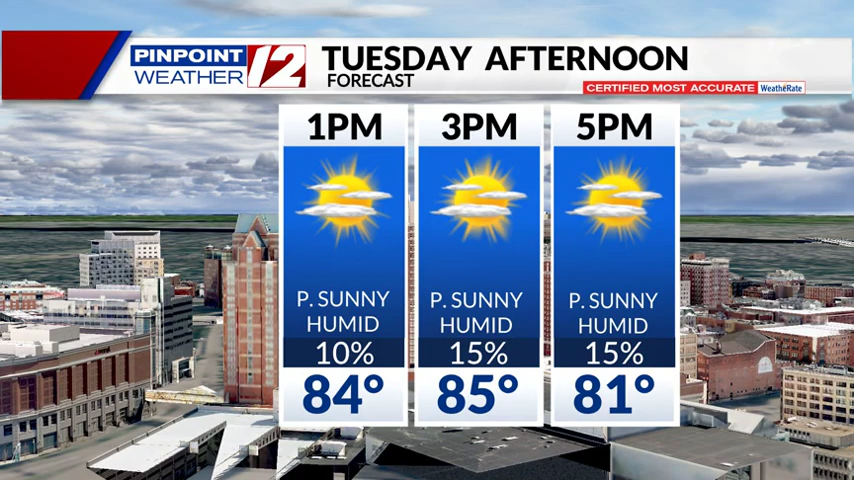 PINPOINT
WEATHER 12
TUESDAY AFTERNOON
FORECAST
CERTIFIED MOST ACCURATE WeatheRate
1PM
P. SUNNY
HUMID
10%
84°
3PM
P. SUNNY
HUMID
15%
85°
5PM
P. SUNNY
HUMID
15%
81°